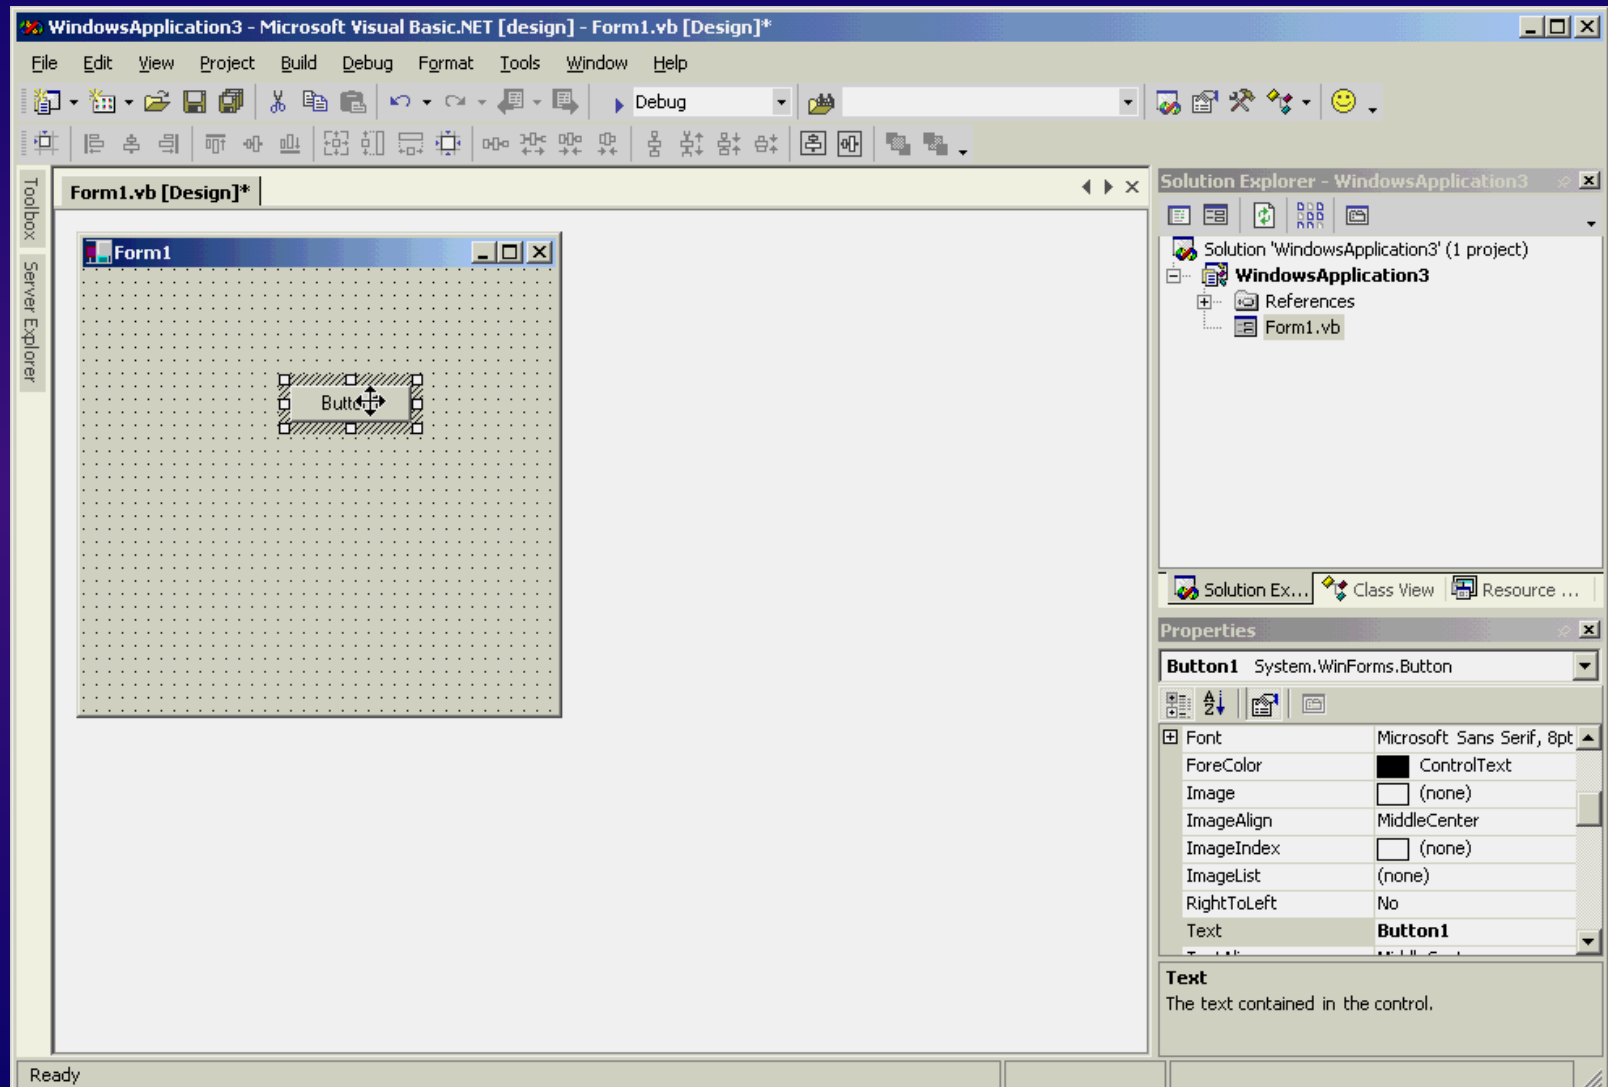 WindowsApplication3 - Microsoft Visual Basic.NET [design] - Form1.vb [Design]*
File Edit View Project Build Debug Format Tools Window Help
Debug
Toolbox
Server Explorer
Form1.vb [Design]*
Form1
Solution Explorer - WindowsApplication3
Solution 'WindowsApplication3' (1 project)
WindowsApplication3
References
Form1.vb
Solution Ex... Class View Resource ...
Properties
Button1 System.WinForms.Button
Font Microsoft Sans Serif, 8pt
ForeColor ControlText
Image (none)
ImageAlign MiddleCenter
ImageIndex (none)
ImageList (none)
RightToLeft No
Text Button1
Text
The text contained in the control.
Ready